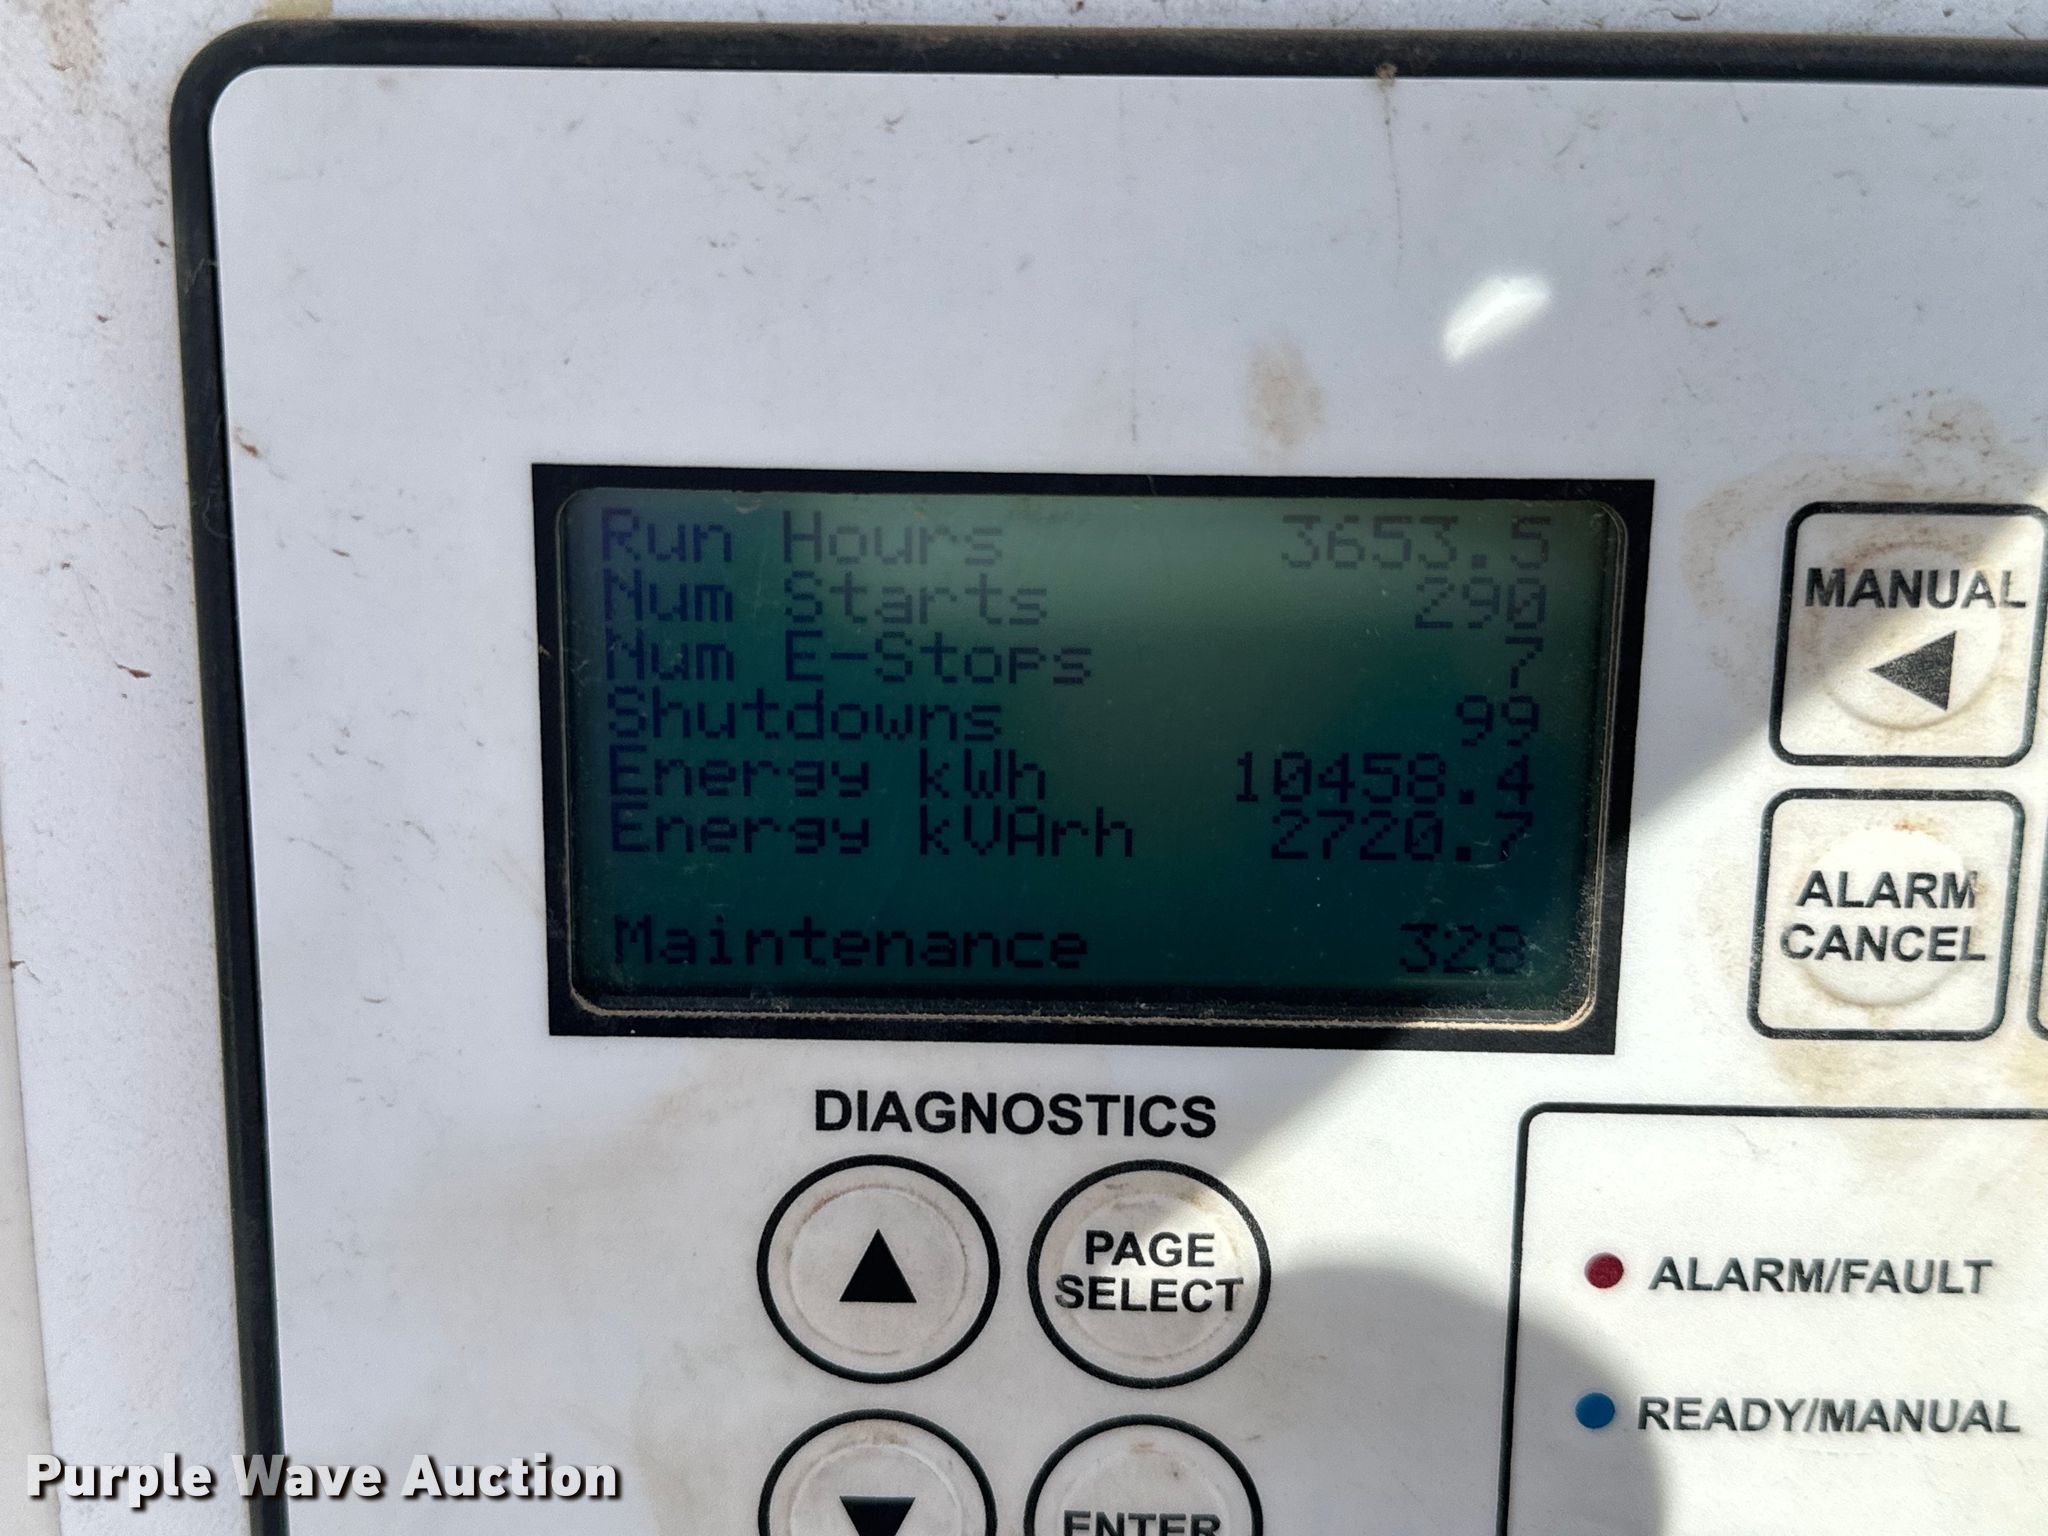 Run Hours 3653.5
Num Starts 290
Num E-Stops 7
Shutdowns 99
Energy kWh 10458.4
Energy kVArh 2720.7
Maintenance 328
MANUAL
ALARM
CANCEL
DIAGNOSTICS
PAGE
SELECT
ENTER
ALARM/FAULT
READY/MANUAL
Purple Wave Auction